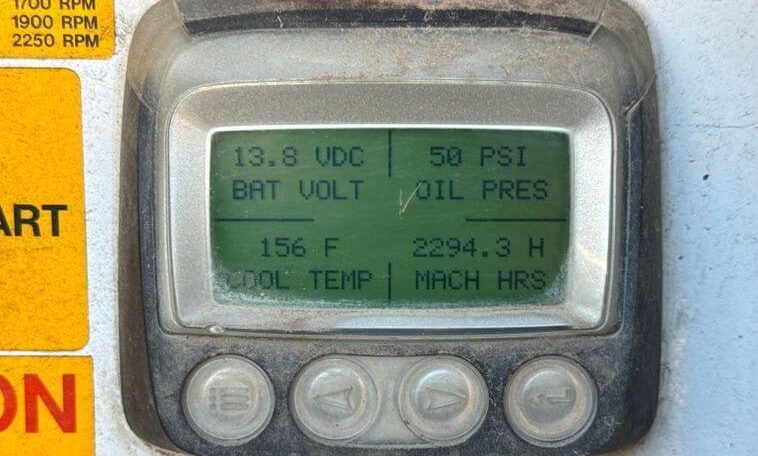 1700 RPM
1900 RPM
2250 RPM
ART
ON
13.8 VDC
BAT VOLT
50 PSI
OIL PRES
156 F
COOL TEMP
2294.3 H
MACH HRS